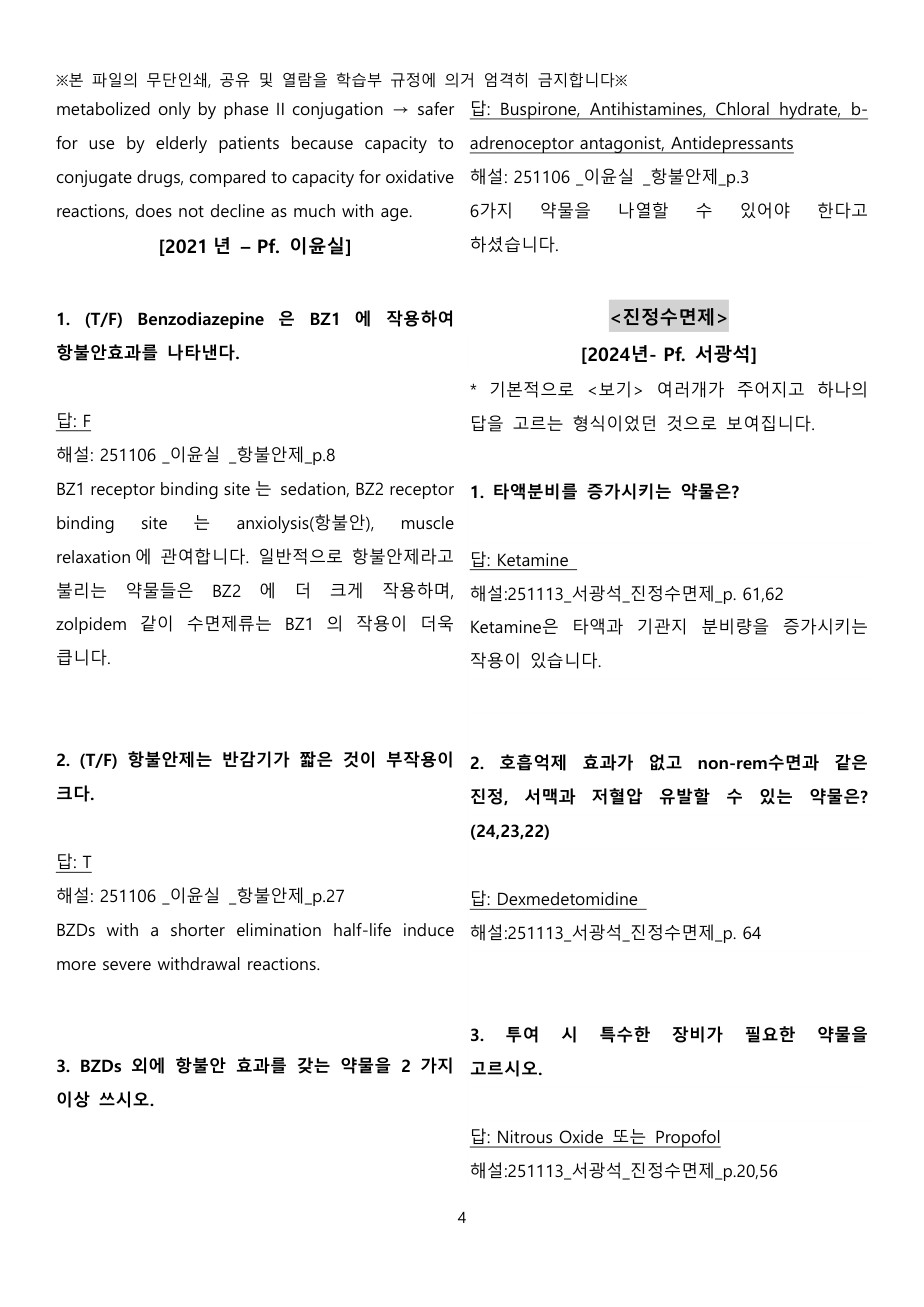 ※본 파일의 무단인쇄, 공유 및 열람을 학습부 규정에 의거 엄격히 금지합니다※
metabolized only by phase II conjugation → safer
for use by elderly patients because capacity to
conjugate drugs, compared to capacity for oxidative
reactions, does not decline as much with age.
[2021 년 – Pf. 이윤실]
1. (T/F) Benzodiazepine 은 BZ1 에 작용하여
항불안효과를 나타낸다.
답: F
해설: 251106 _이윤실 _항불안제_p.8
BZ1 receptor binding site 는 sedation, BZ2 receptor
binding site 는 anxiolysis(항불안), muscle
relaxation 에 관여합니다. 일반적으로 항불안제라고
불리는 약물들은 BZ2 에 더 크게 작용하며,
zolpidem 같이 수면제류는 BZ1 의 작용이 더욱
큽니다.
2. (T/F) 항불안제는 반감기가 짧은 것이 부작용이
크다.
답: T
해설: 251106 _이윤실 _항불안제_p.27
BZDs with a shorter elimination half-life induce
more severe withdrawal reactions.
3. BZDs 외에 항불안 효과를 갖는 약물을 2 가지
이상 쓰시오.
답: Buspirone, Antihistamines, Chloral hydrate, b-
adrenoceptor antagonist, Antidepressants
해설: 251106 _이윤실 _항불안제_p.3
6가지 약물을 나열할 수 있어야 한다고
하셨습니다.
<진정수면제>
[2024년- Pf. 서광석]
* 기본적으로 <보기> 여러개가 주어지고 하나의
답을 고르는 형식이었던 것으로 보여집니다.
1. 타액분비를 증가시키는 약물은?
답: Ketamine
해설:251113_서광석_진정수면제_p. 61,62
Ketamine은 타액과 기관지 분비량을 증가시키는
작용이 있습니다.
2. 호흡억제 효과가 없고 non-rem수면과 같은
진정, 서맥과 저혈압 유발할 수 있는 약물은?
(24,23,22)
답: Dexmedetomidine
해설:251113_서광석_진정수면제_p. 64
3. 투여 시 특수한 장비가 필요한 약물을
고르시오.
답: Nitrous Oxide 또는 Propofol
해설:251113_서광석_진정수면제_p.20,56
4